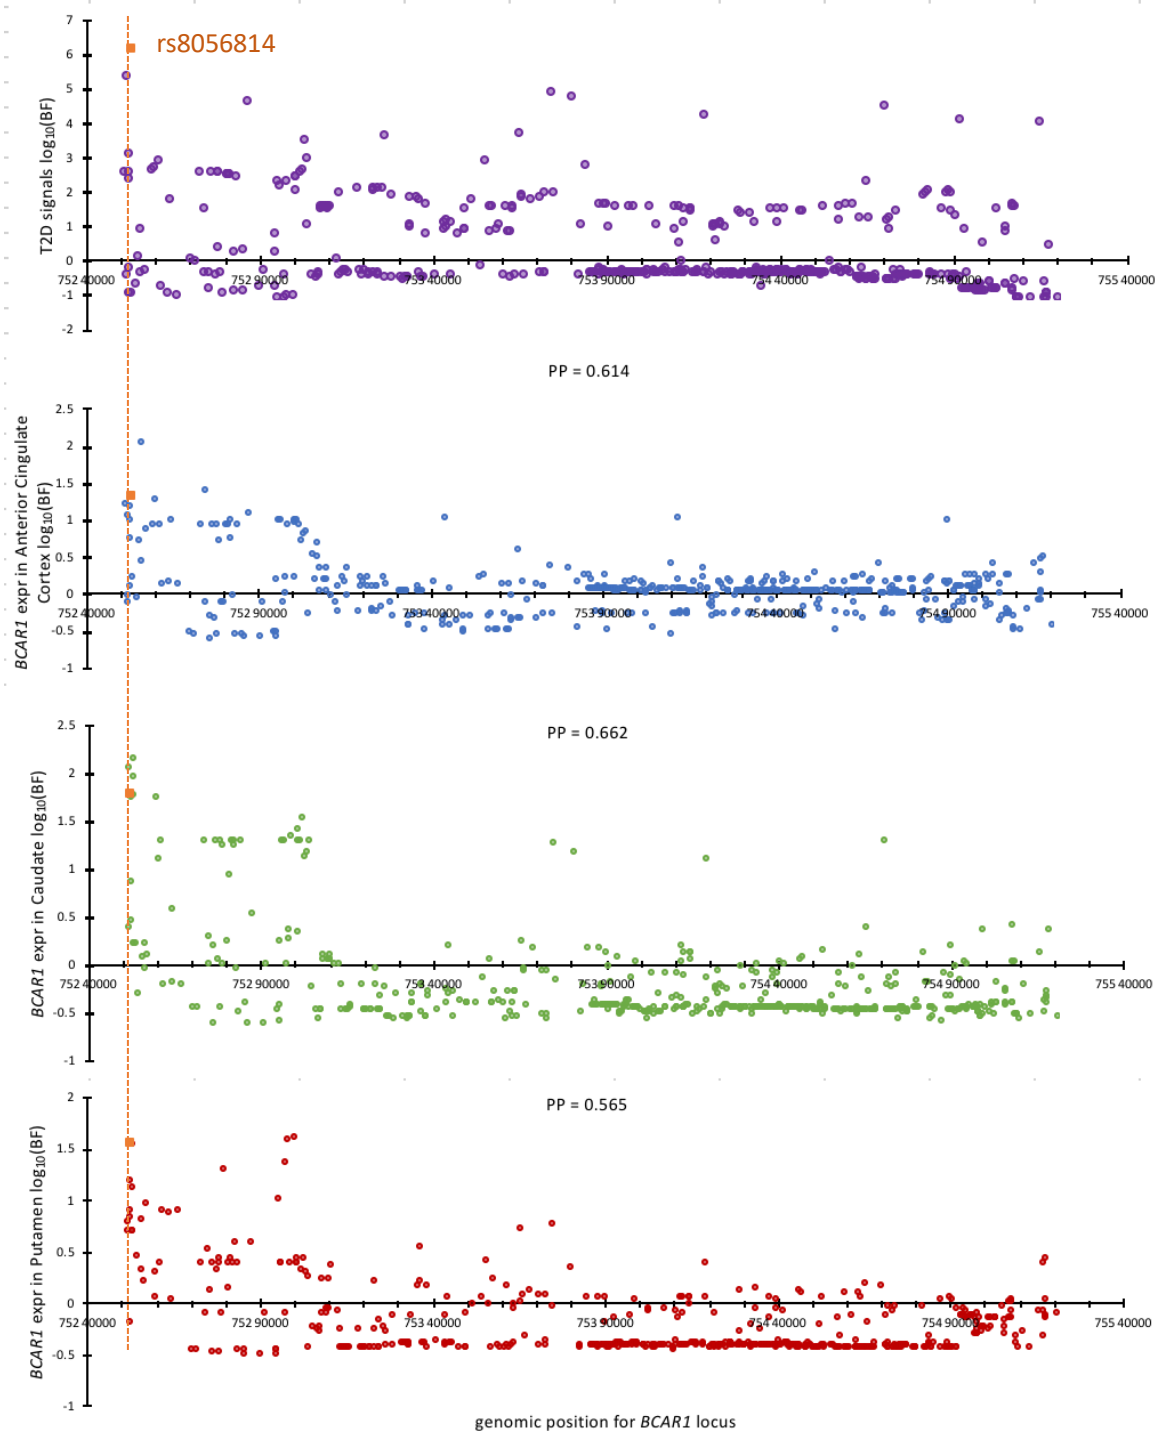 7
rs8056814
6
5
4
3
2
1
0
-1
-2
T2D signals log10(BF)
752 40000 752 90000 753 40000 753 90000 754 40000 754 90000 755 40000
PP = 0.614
2.5
2
1.5
1
0.5
0
-0.5
-1
BCAR1 expr in Anterior Cingulate
Cortex log10(BF)
752 40000 752 90000 753 40000 753 90000 754 40000 754 90000 755 40000
PP = 0.662
2.5
2
1.5
1
0.5
0
-0.5
-1
BCAR1 expr in Caudate log10(BF)
752 40000 752 90000 753 40000 753 90000 754 40000 754 90000 755 40000
PP = 0.565
2
1.5
1
0.5
0
-0.5
-1
BCAR1 expr in Putamen log10(BF)
752 40000 752 90000 753 40000 753 90000 754 40000 754 90000 755 40000
genomic position for BCAR1 locus